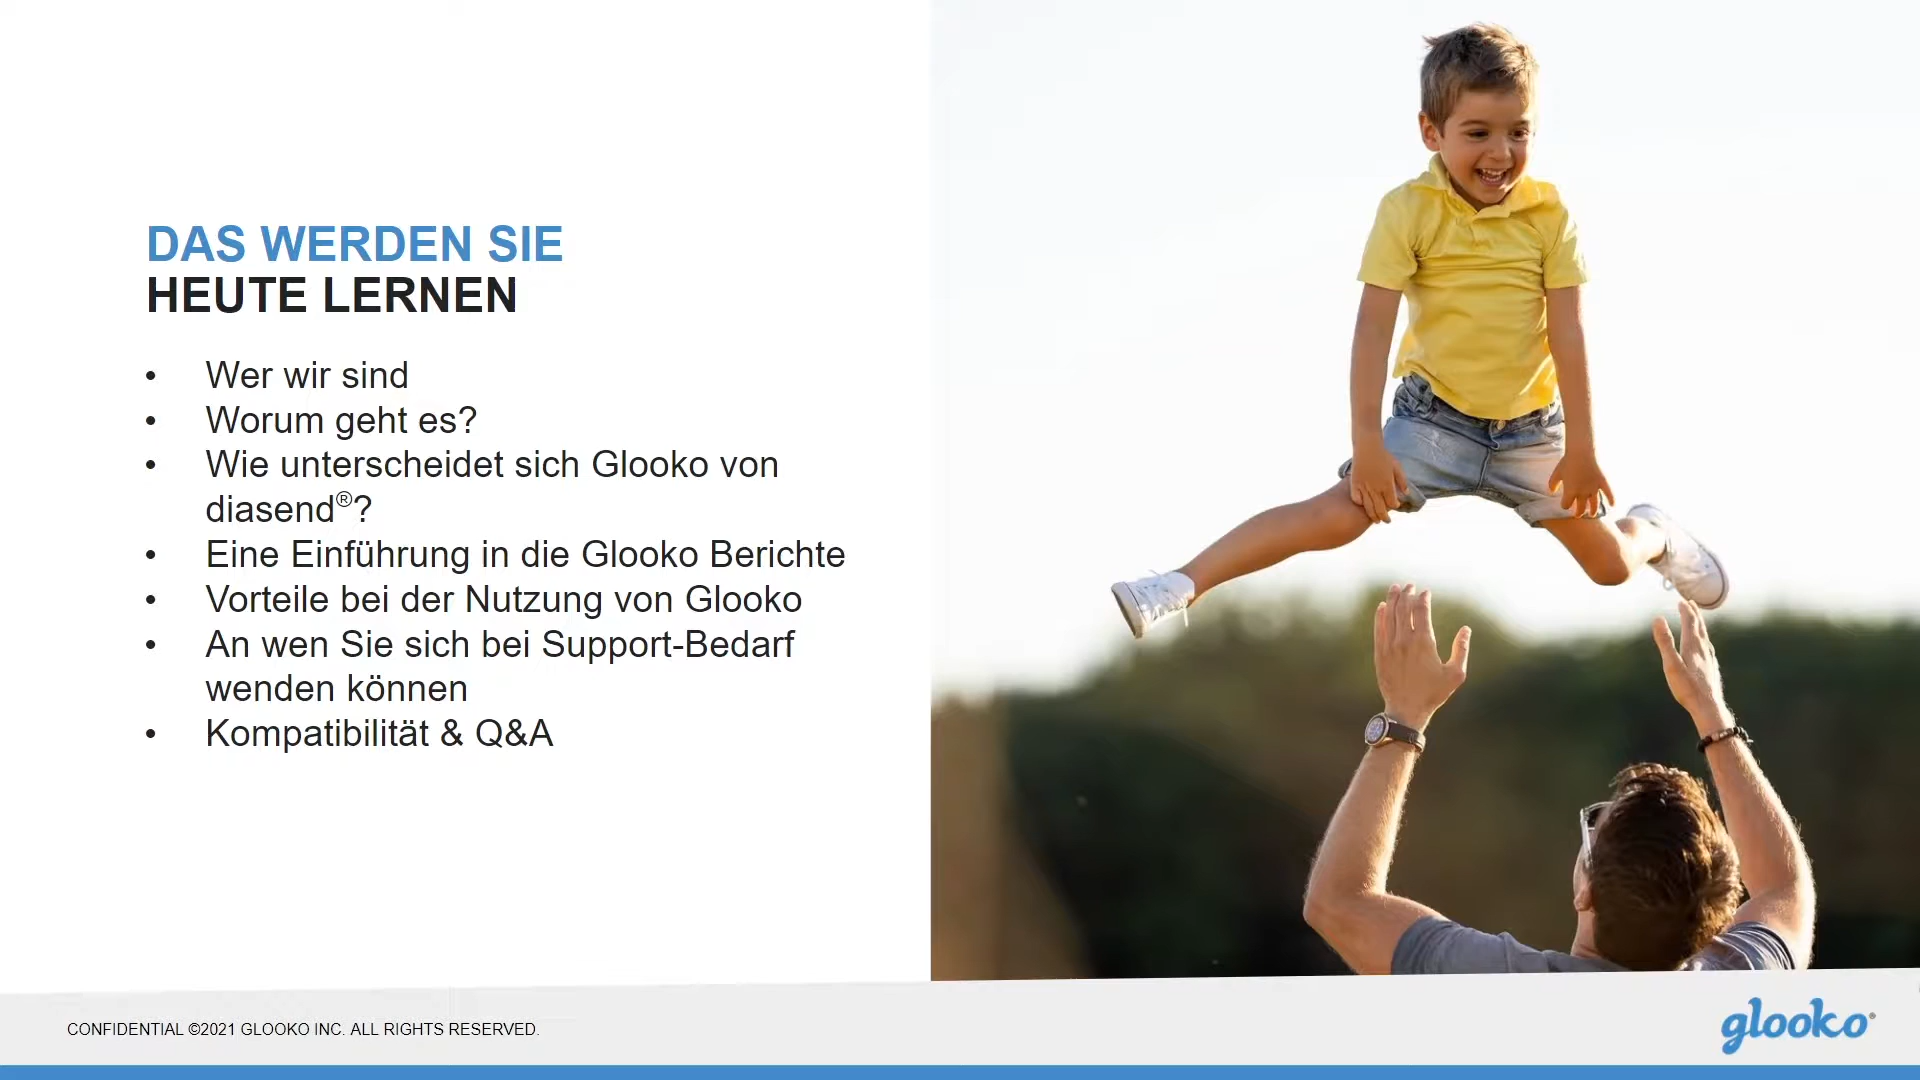 DAS WERDEN SIE
HEUTE LERNEN
• Wer wir sind
• Worum geht es?
• Wie unterscheidet sich Glooko von
diasend®?
• Eine Einführung in die Glooko Berichte
• Vorteile bei der Nutzung von Glooko
• An wen Sie sich bei Support-Bedarf
wenden können
• Kompatibilität & Q&A
CONFIDENTIAL ©2021 GLOOKO INC. ALL RIGHTS RESERVED.
glooko®